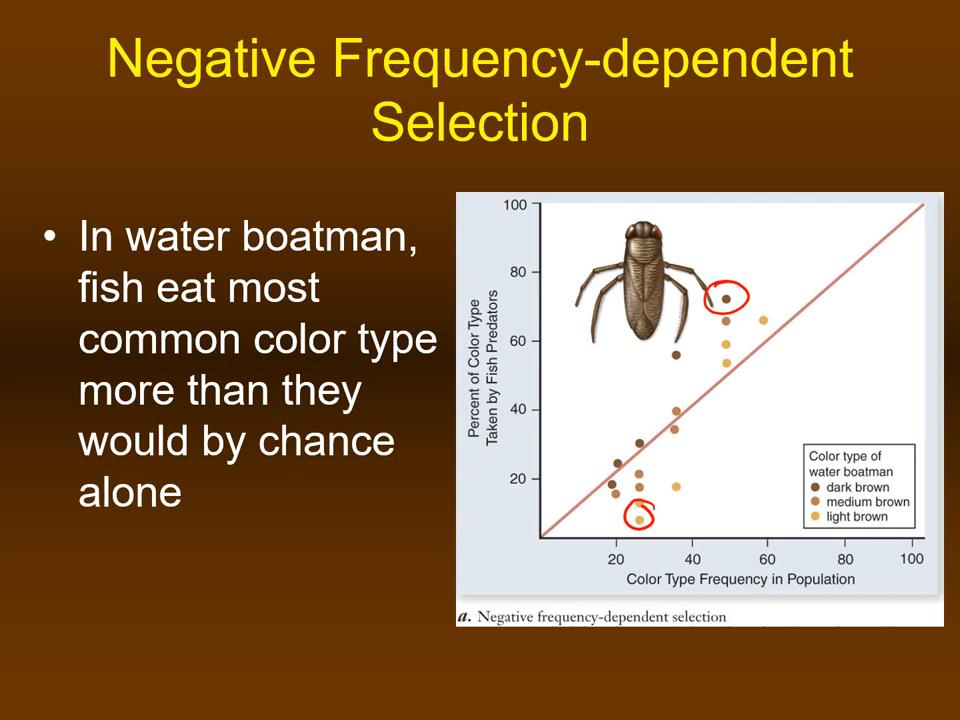 Negative Frequency-dependent
Selection
• In water boatman,
fish eat most
common color type
more than they
would by chance
alone
Percent of Color Type
Taken by Fish Predators
100
80
60
40
20
Color type of
water boatman
dark brown
medium brown
light brown
20 40 60 80 100
Color Type Frequency in Population
a. Negative frequency-dependent selection